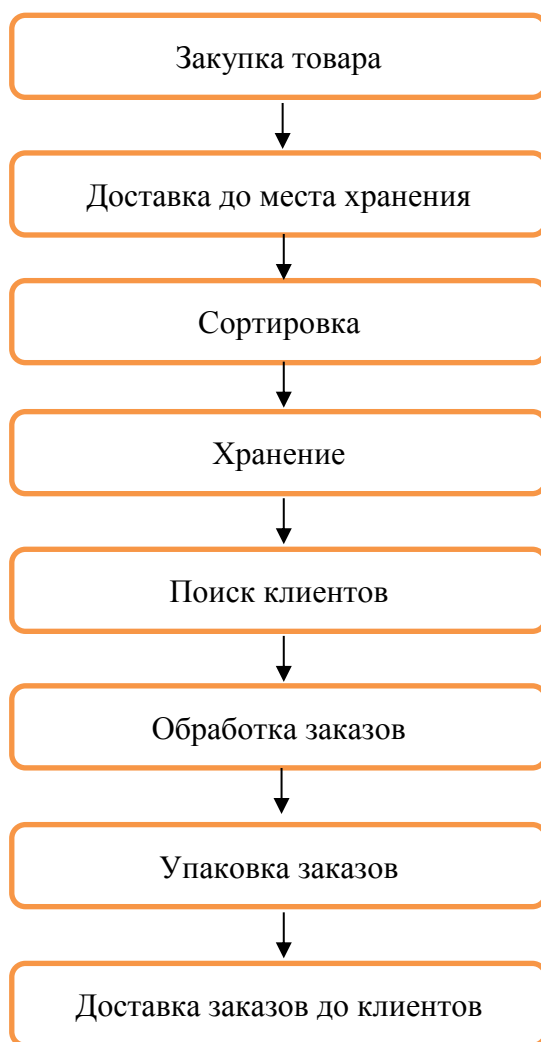 Закупка товара
Доставка до места хранения
Сортировка
Хранение
Поиск клиентов
Обработка заказов
Упаковка заказов
Доставка заказов до клиентов